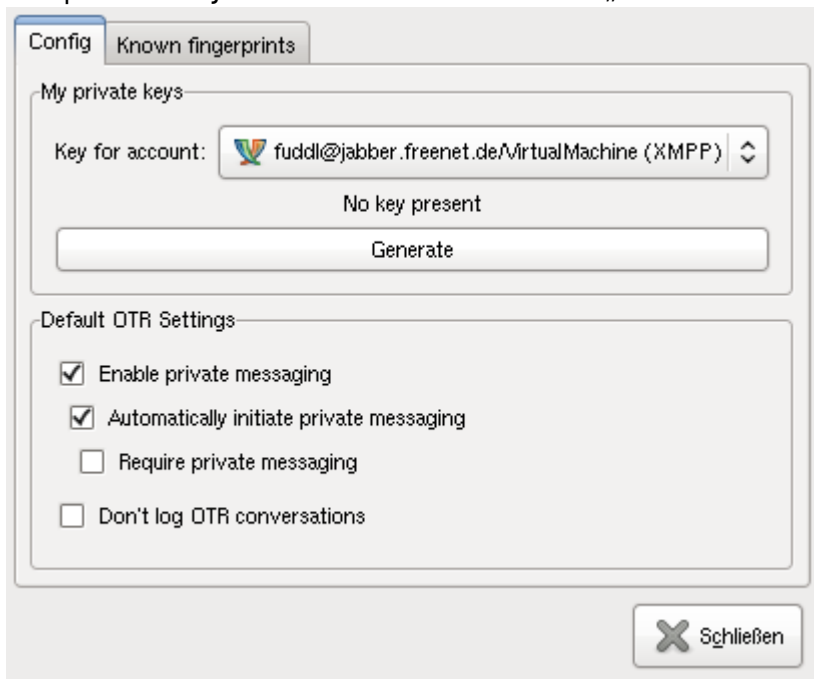 Config
Known fingerprints
My private keys
Key for account:
fuddl@jabber.freenet.de/VirtualMachine (XMPP)
No key present
Generate
Default OTR Settings
Enable private messaging
Automatically initiate private messaging
Require private messaging
Don't log OTR conversations
Schließen